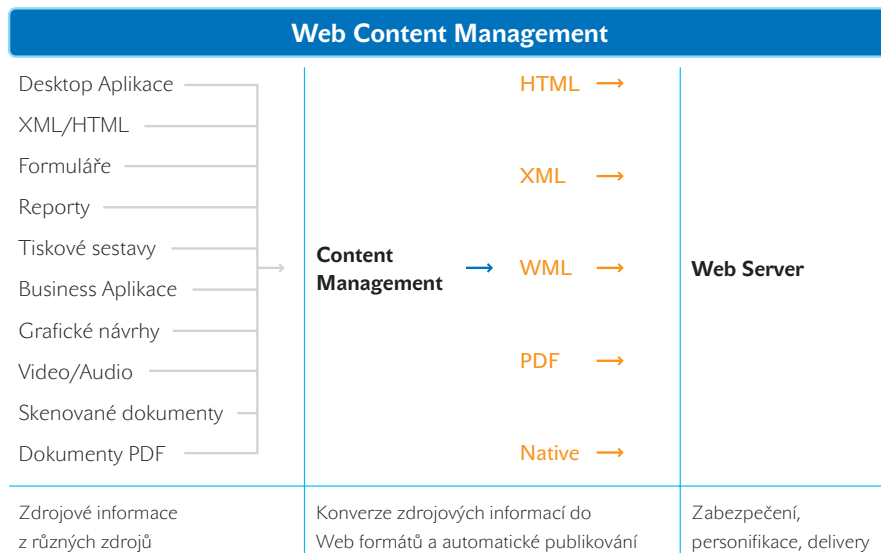 Web Content Management
Desktop Aplikace
XML/HTML
Formuláře
Reporty
Tiskové sestavy
Business Aplikace
Grafické návrhy
Video/Audio
Skenované dokumenty
Dokumenty PDF
Content
Management
HTML
XML
WML
PDF
Native
Web Server
Zdrojové informace
z různých zdrojů
Konverze zdrojových informací do
Web formátů a automatické publikování
Zabezpečení,
personifikace, delivery